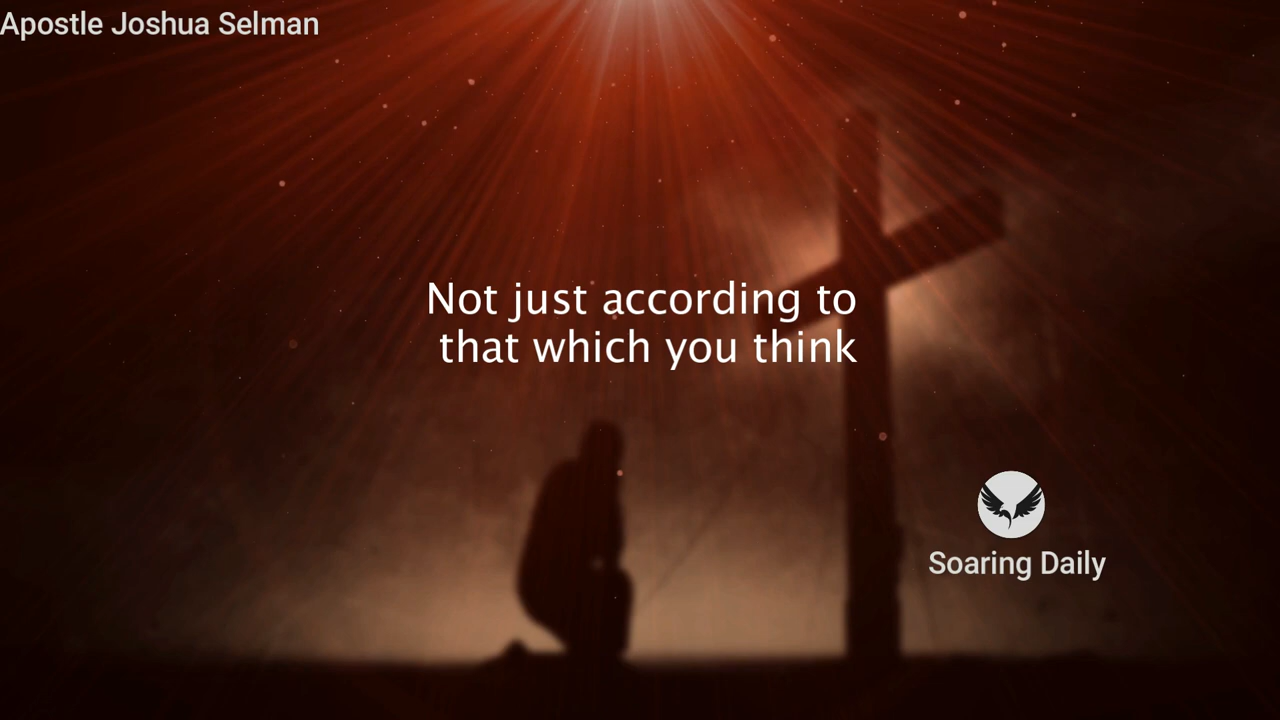 Apostle Joshua Selman
Not just according to
that which you think
Soaring Daily